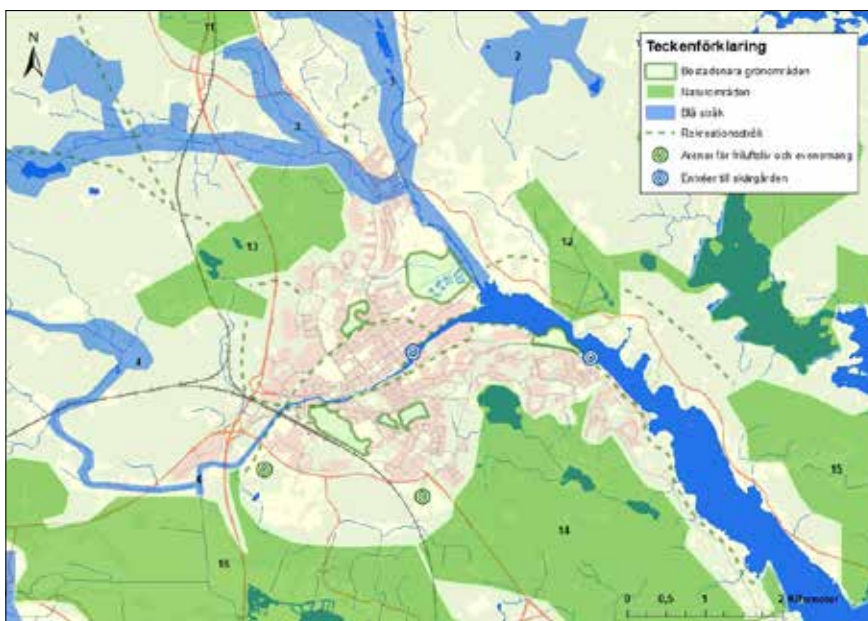 N
11
2
1
3
Teckenförklaring
Bostadsnära grönområden
Naturområden
Blå stråk
Rekreationsstråk
Arenor för friluftsliv och evenemang
Entréer till skärgården
13
12
4
15
14
16
0 0,5 1 2 Kilometer